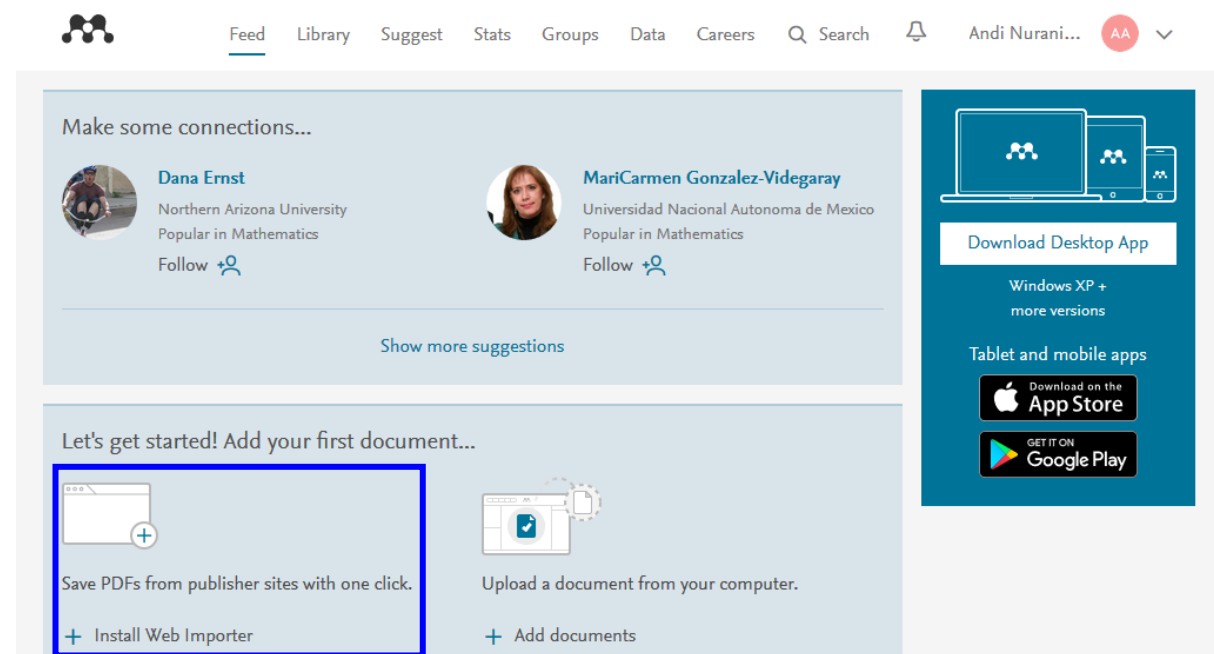 Feed Library Suggest Stats Groups Data Careers Search Andi Nurani... AA
Make some connections...
Dana Ernst
Northern Arizona University
Popular in Mathematics
Follow
MariCarmen Gonzalez-Videgaray
Universidad Nacional Autonoma de Mexico
Popular in Mathematics
Follow
Show more suggestions
Download Desktop App
Windows XP +
more versions
Tablet and mobile apps
Download on the
App Store
GET IT ON
Google Play
Let's get started! Add your first document...
Save PDFs from publisher sites with one click.
+ Install Web Importer
Upload a document from your computer.
+ Add documents